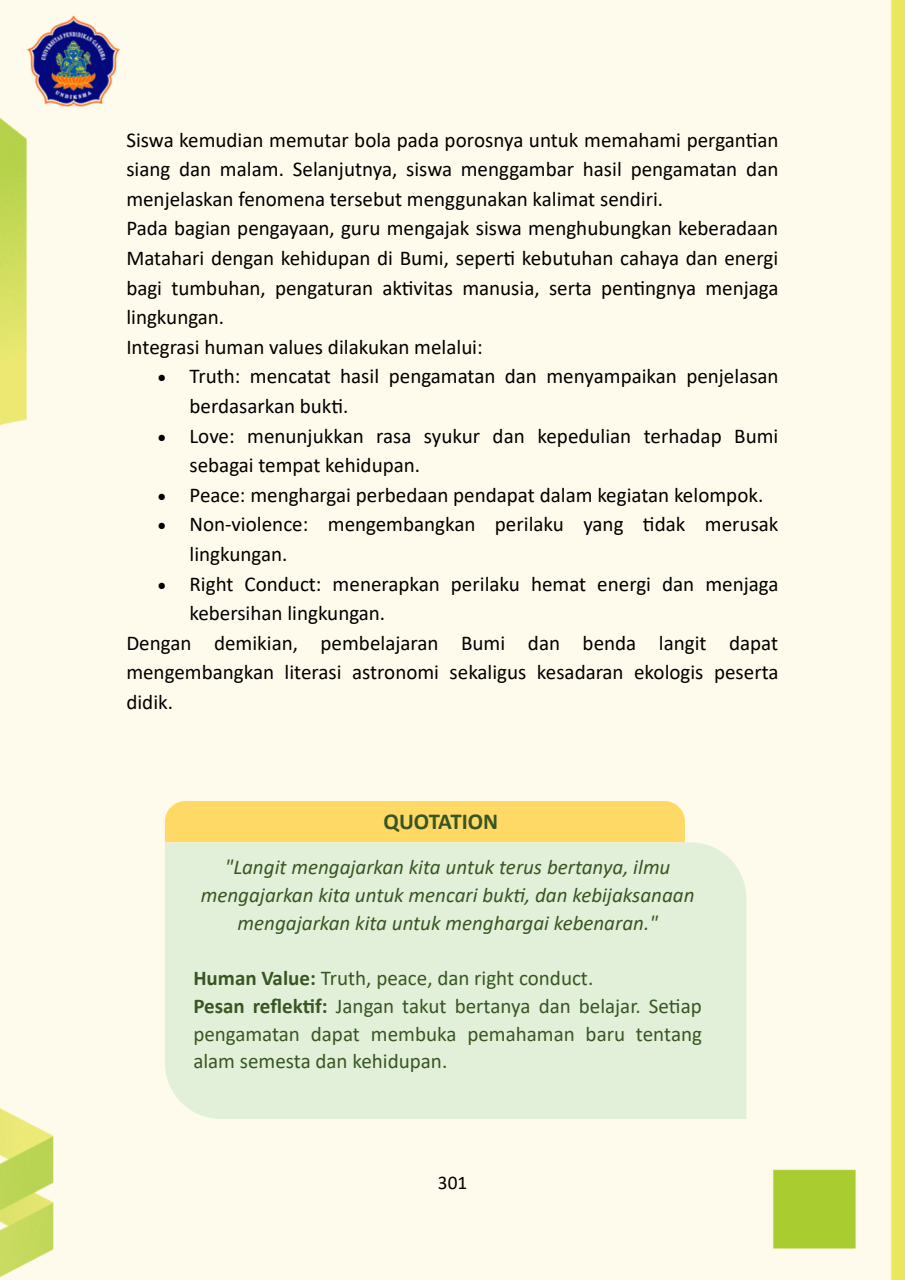 UNIVERSITAS PENDIDIKAN GANESHA
UNDIKSHA
Siswa kemudian memutar bola pada porosnya untuk memahami pergantian
siang dan malam. Selanjutnya, siswa menggambar hasil pengamatan dan
menjelaskan fenomena tersebut menggunakan kalimat sendiri.
Pada bagian pengayaan, guru mengajak siswa menghubungkan keberadaan
Matahari dengan kehidupan di Bumi, seperti kebutuhan cahaya dan energi
bagi tumbuhan, pengaturan aktivitas manusia, serta pentingnya menjaga
lingkungan.
Integrasi human values dilakukan melalui:
• Truth: mencatat hasil pengamatan dan menyampaikan penjelasan
berdasarkan bukti.
• Love: menunjukkan rasa syukur dan kepedulian terhadap Bumi
sebagai tempat kehidupan.
• Peace: menghargai perbedaan pendapat dalam kegiatan kelompok.
• Non-violence: mengembangkan perilaku yang tidak merusak
lingkungan.
• Right Conduct: menerapkan perilaku hemat energi dan menjaga
kebersihan lingkungan.
Dengan demikian, pembelajaran Bumi dan benda langit dapat
mengembangkan literasi astronomi sekaligus kesadaran ekologis peserta
didik.
QUOTATION
"Langit mengajarkan kita untuk terus bertanya, ilmu
mengajarkan kita untuk mencari bukti, dan kebijaksanaan
mengajarkan kita untuk menghargai kebenaran."
Human Value: Truth, peace, dan right conduct.
Pesan reflektif: Jangan takut bertanya dan belajar. Setiap
pengamatan dapat membuka pemahaman baru tentang
alam semesta dan kehidupan.
301